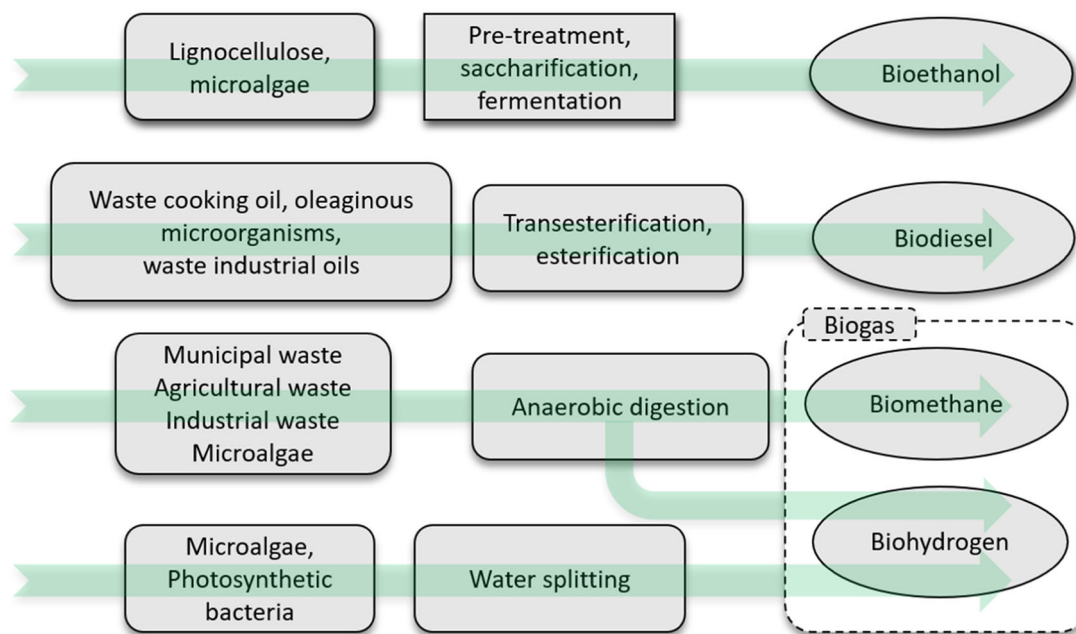 Lignocellulose,
microalgae
Pre-treatment,
saccharification,
fermentation
Bioethanol
Waste cooking oil, oleaginous
microorganisms,
waste industrial oils
Transesterification,
esterification
Biodiesel
Biogas
Municipal waste
Agricultural waste
Industrial waste
Microalgae
Anaerobic digestion
Biomethane
Microalgae,
Photosynthetic
bacteria
Water splitting
Biohydrogen